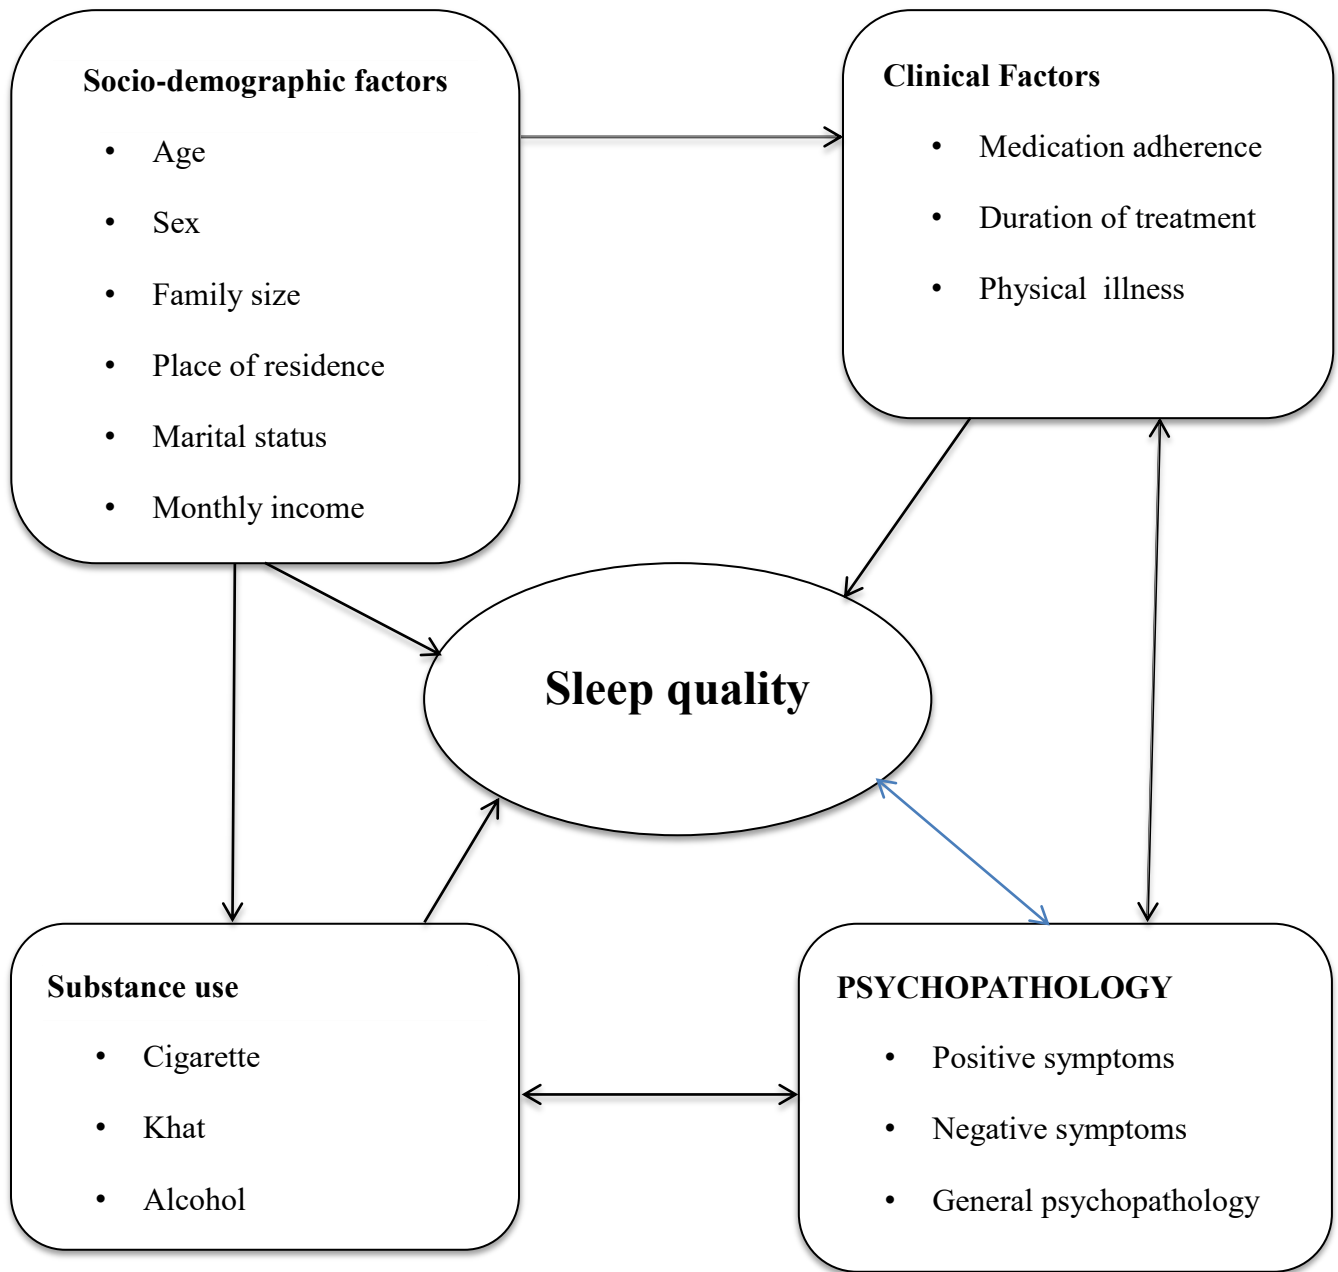 Socio-demographic factors
• Age
• Sex
• Family size
• Place of residence
• Marital status
• Monthly income
Clinical Factors
• Medication adherence
• Duration of treatment
• Physical illness
Sleep quality
Substance use
• Cigarette
• Khat
• Alcohol
PSYCHOPATHOLOGY
• Positive symptoms
• Negative symptoms
• General psychopathology